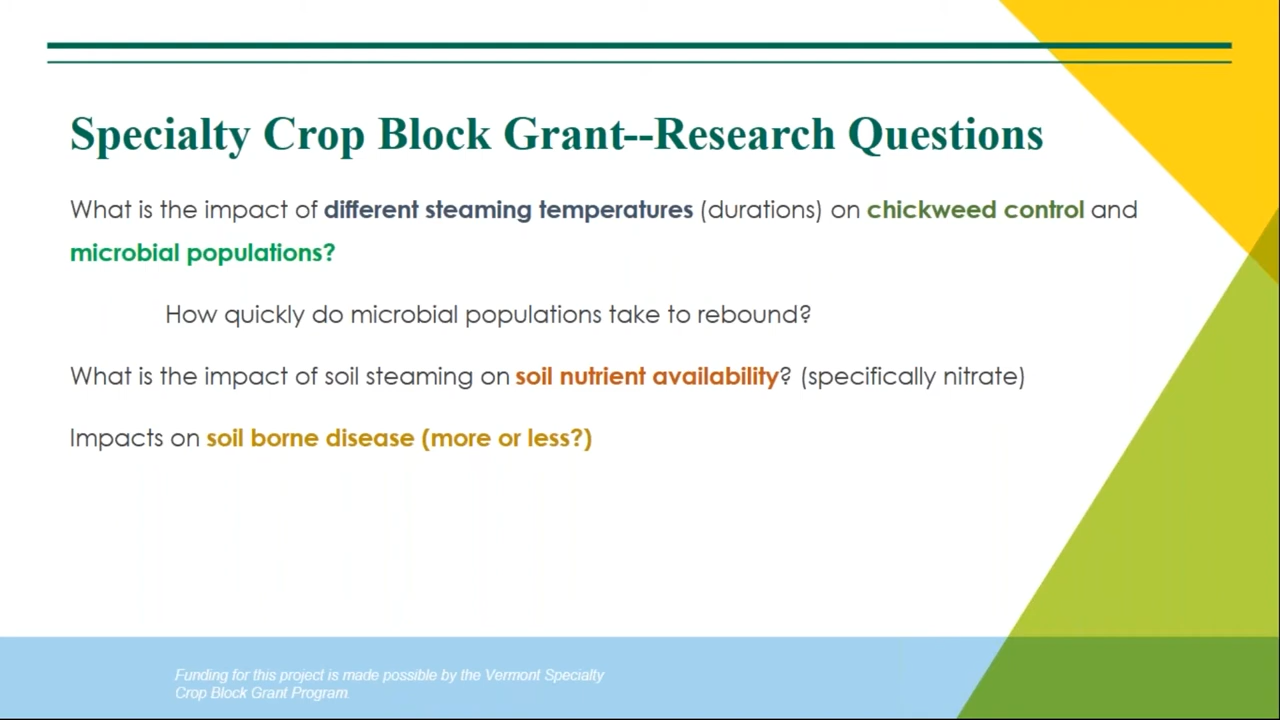 Specialty Crop Block Grant--Research Questions
What is the impact of different steaming temperatures (durations) on chickweed control and
microbial populations?
How quickly do microbial populations take to rebound?
What is the impact of soil steaming on soil nutrient availability? (specifically nitrate)
Impacts on soil borne disease (more or less?)
Funding for this project is made possible by the Vermont Specialty
Crop Block Grant Program